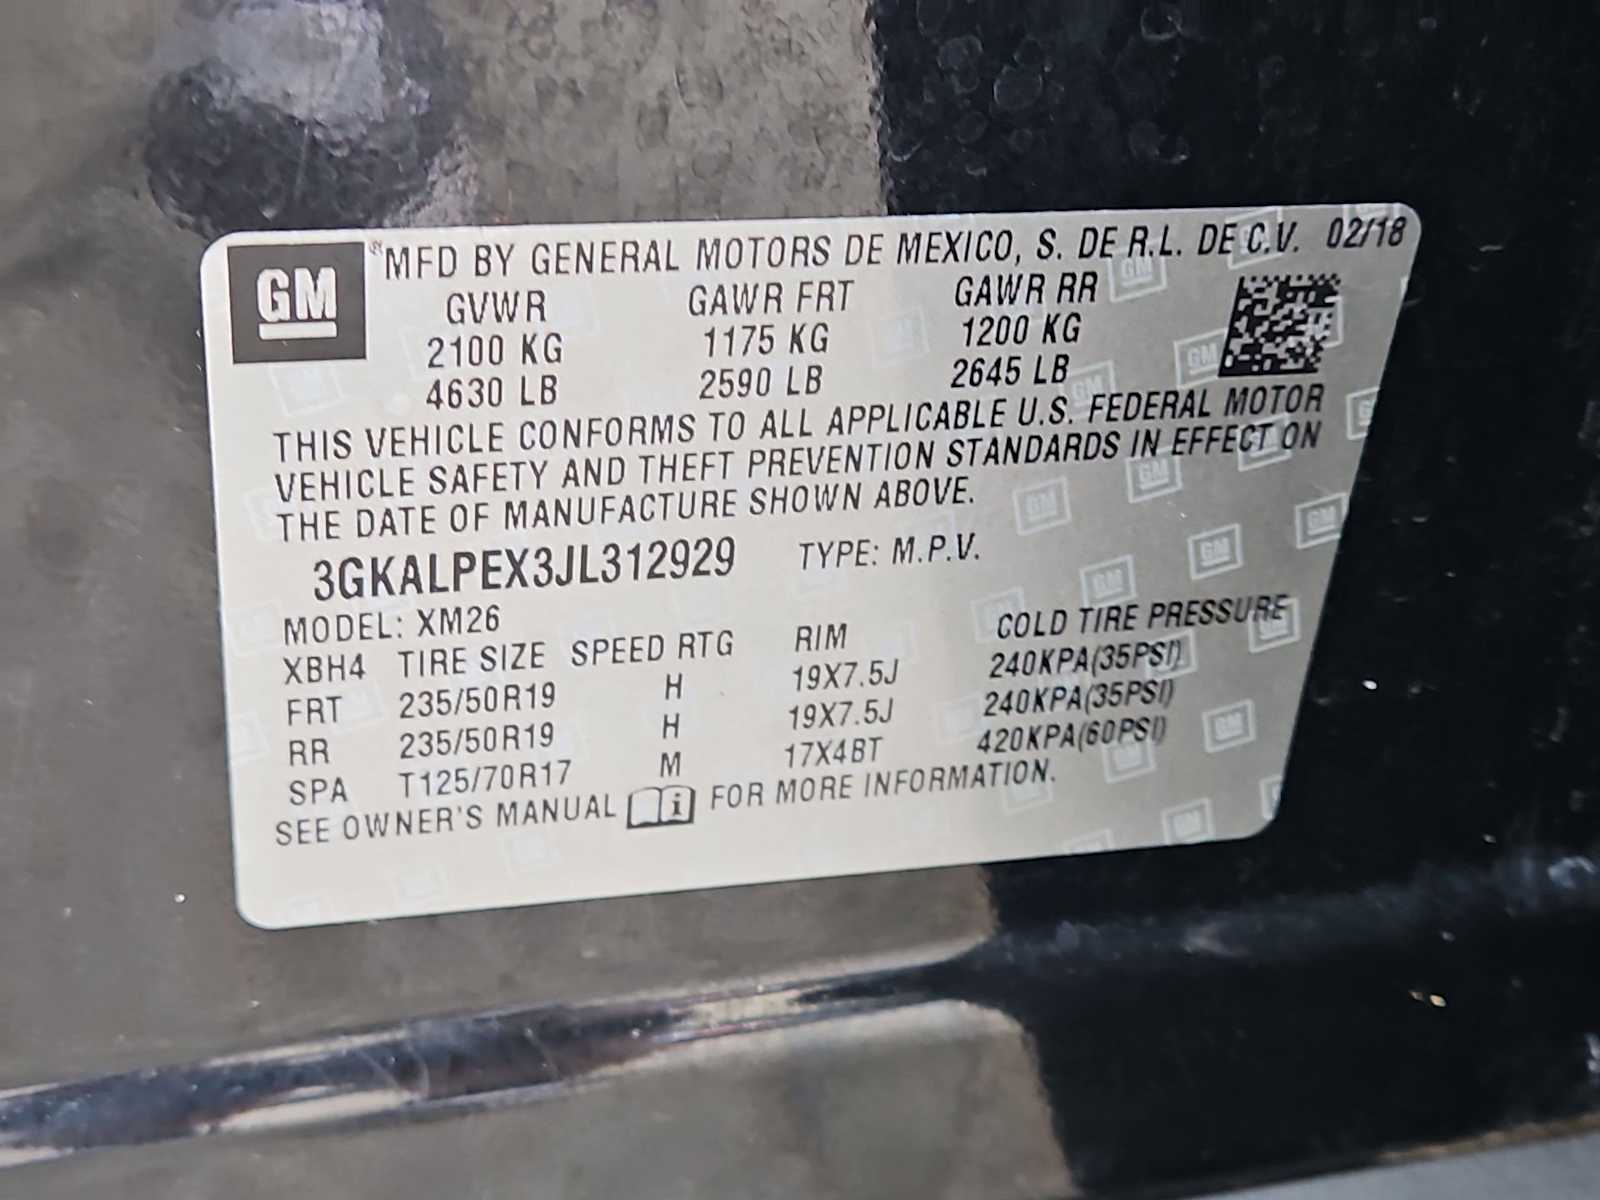 GM
® MFD BY GENERAL MOTORS DE MEXICO, S. DE R.L. DE C.V. 02/18
GVWR GAWR FRT GAWR RR
2100 KG 1175 KG 1200 KG
4630 LB 2590 LB 2645 LB
THIS VEHICLE CONFORMS TO ALL APPLICABLE U.S. FEDERAL MOTOR
VEHICLE SAFETY AND THEFT PREVENTION STANDARDS IN EFFECT ON
THE DATE OF MANUFACTURE SHOWN ABOVE.
3GKALPEX3JL312929 TYPE: M.P.V.
MODEL: XM26
XBH4 TIRE SIZE SPEED RTG RIM COLD TIRE PRESSURE
FRT 235/50R19 H 19X7.5J 240KPA(35PSI)
RR 235/50R19 H 19X7.5J 240KPA(35PSI)
SPA T125/70R17 M 17X4BT 420KPA(60PSI)
SEE OWNER'S MANUAL i FOR MORE INFORMATION.